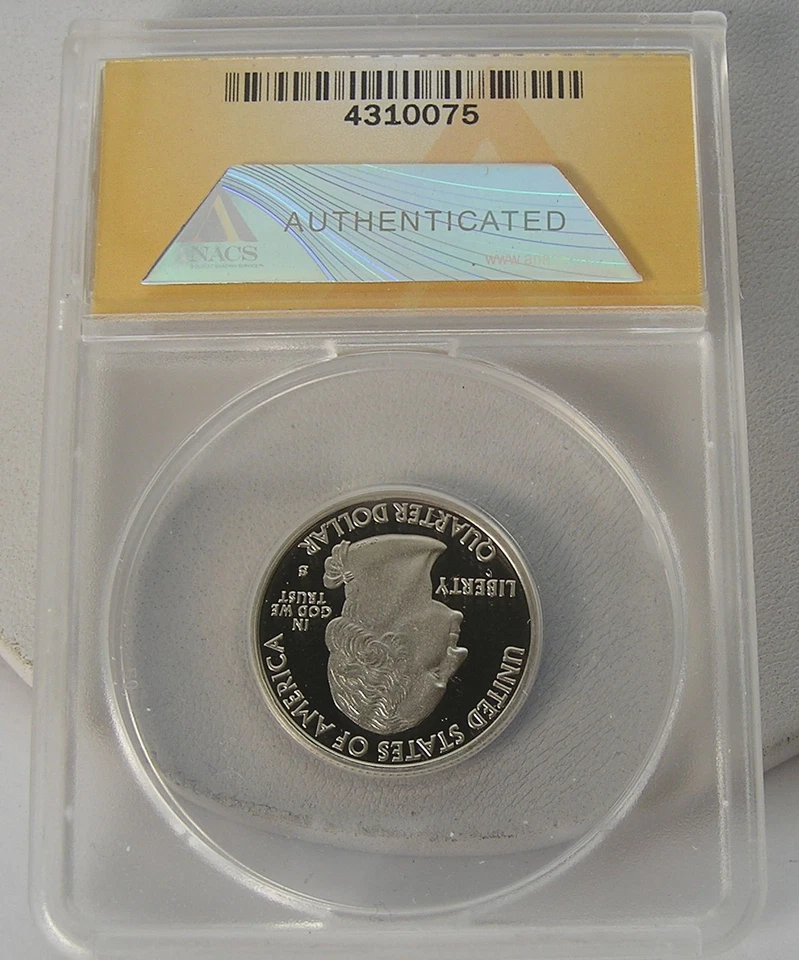 4310075
AUTHENTICATED
ANACS
UNITED STATES OF AMERICA
LIBERTY
IN
GOD WE
TRUST
S
QUARTER DOLLAR